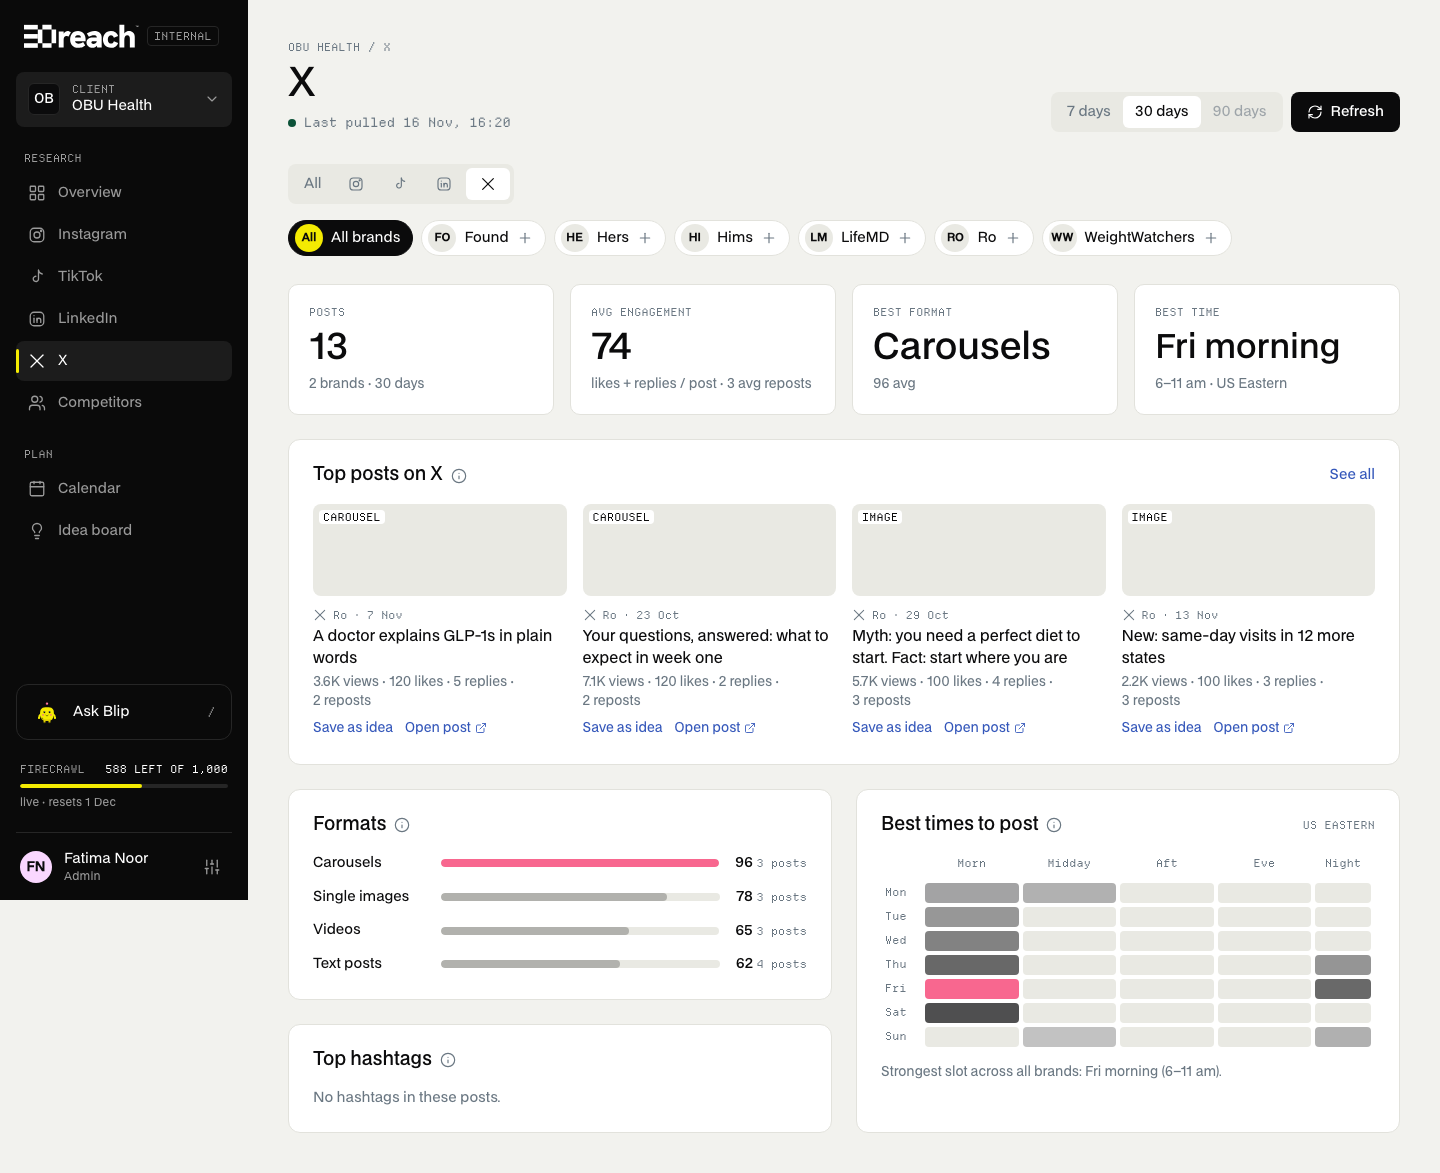 reach
INTERNAL
OB
CLIENT
OBU Health
RESEARCH
Overview
Instagram
TikTok
LinkedIn
X
Competitors
PLAN
Calendar
Idea board
Ask Blip
/
FIRECRAWL
588 LEFT OF 1,000
live · resets 1 Dec
FN
Fatima Noor
Admin
OBU HEALTH / X
X
Last pulled 16 Nov, 16:20
7 days
30 days
90 days
Refresh
All
All All brands
FO Found
HE Hers
HI Hims
LM LifeMD
RO Ro
WW WeightWatchers
POSTS
13
2 brands · 30 days
AVG ENGAGEMENT
74
likes + replies / post · 3 avg reposts
BEST FORMAT
Carousels
96 avg
BEST TIME
Fri morning
6–11 am · US Eastern
Top posts on X
See all
CAROUSEL
Ro · 7 Nov
A doctor explains GLP-1s in plain
words
3.6K views · 120 likes · 5 replies ·
2 reposts
Save as idea
Open post
CAROUSEL
Ro · 23 Oct
Your questions, answered: what to
expect in week one
7.1K views · 120 likes · 2 replies ·
2 reposts
Save as idea
Open post
IMAGE
Ro · 29 Oct
Myth: you need a perfect diet to
start. Fact: start where you are
5.7K views · 100 likes · 4 replies ·
3 reposts
Save as idea
Open post
IMAGE
Ro · 13 Nov
New: same-day visits in 12 more
states
2.2K views · 100 likes · 3 replies ·
3 reposts
Save as idea
Open post
Formats
Carousels 96 3 posts
Single images 78 3 posts
Videos 65 3 posts
Text posts 62 4 posts
Top hashtags
No hashtags in these posts.
Best times to post
US EASTERN
Morn Midday Aft Eve Night
Mon
Tue
Wed
Thu
Fri
Sat
Sun
Strongest slot across all brands: Fri morning (6–11 am).